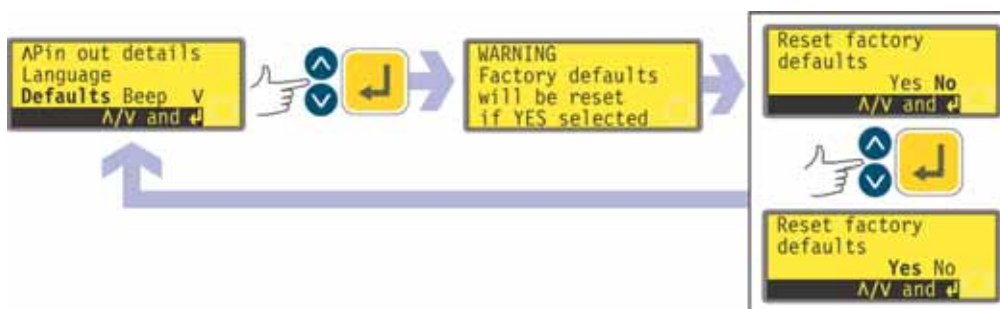 ΛPin out details
Language
Defaults Beep V
Λ/V and ↲
WARNING
Factory defaults
will be reset
if YES selected
Reset factory
defaults
Yes No
Λ/V and ↲
Reset factory
defaults
Yes No
Λ/V and ↲